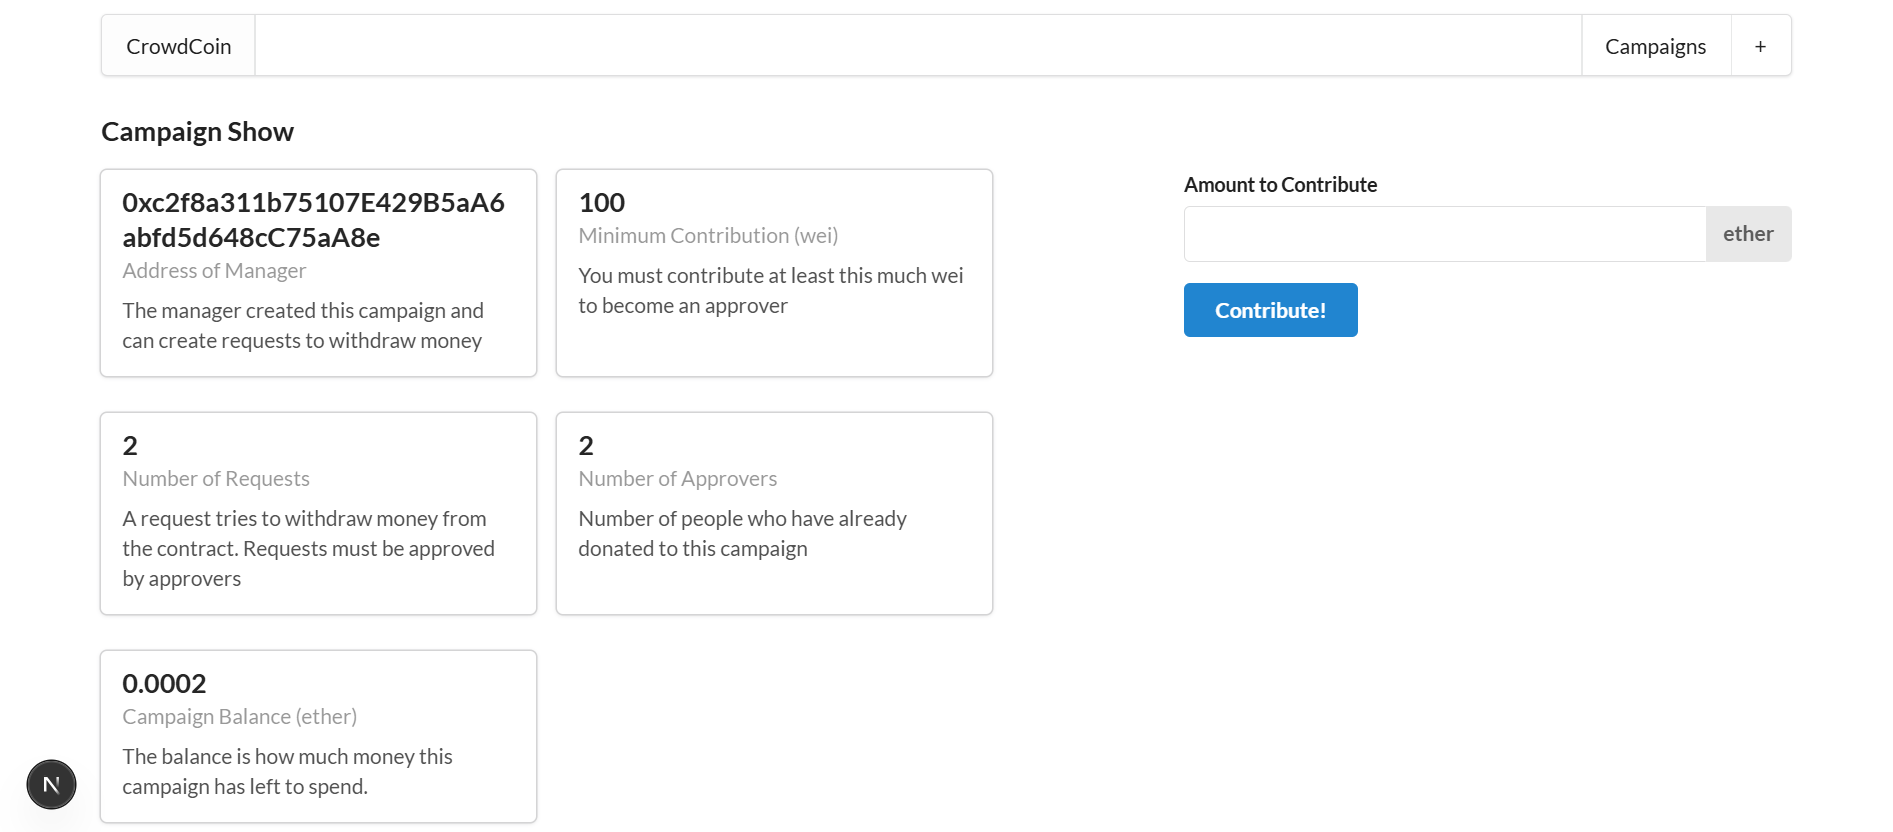 CrowdCoin
Campaigns
+
Campaign Show
0xc2f8a311b75107E429B5aA6
abfd5d648cC75aA8e
Address of Manager
The manager created this campaign and
can create requests to withdraw money
100
Minimum Contribution (wei)
You must contribute at least this much wei
to become an approver
2
Number of Requests
A request tries to withdraw money from
the contract. Requests must be approved
by approvers
2
Number of Approvers
Number of people who have already
donated to this campaign
0.0002
Campaign Balance (ether)
The balance is how much money this
campaign has left to spend.
Amount to Contribute
ether
Contribute!
N